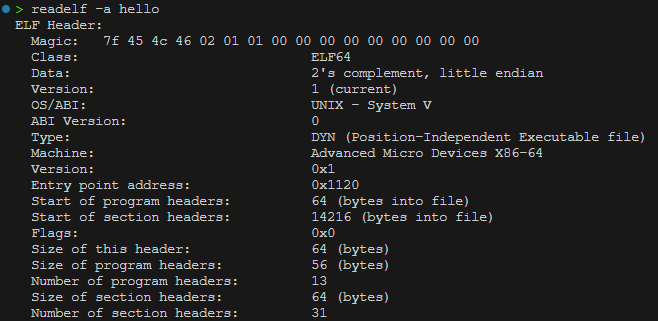 > readelf -a hello
ELF Header:
  Magic:   7f 45 4c 46 02 01 01 00 00 00 00 00 00 00 00 00
  Class:                             ELF64
  Data:                              2's complement, little endian
  Version:                           1 (current)
  OS/ABI:                            UNIX - System V
  ABI Version:                       0
  Type:                              DYN (Position-Independent Executable file)
  Machine:                           Advanced Micro Devices X86-64
  Version:                           0x1
  Entry point address:               0x1120
  Start of program headers:          64 (bytes into file)
  Start of section headers:          14216 (bytes into file)
  Flags:                             0x0
  Size of this header:               64 (bytes)
  Size of program headers:           56 (bytes)
  Number of program headers:         13
  Size of section headers:           64 (bytes)
  Number of section headers:         31